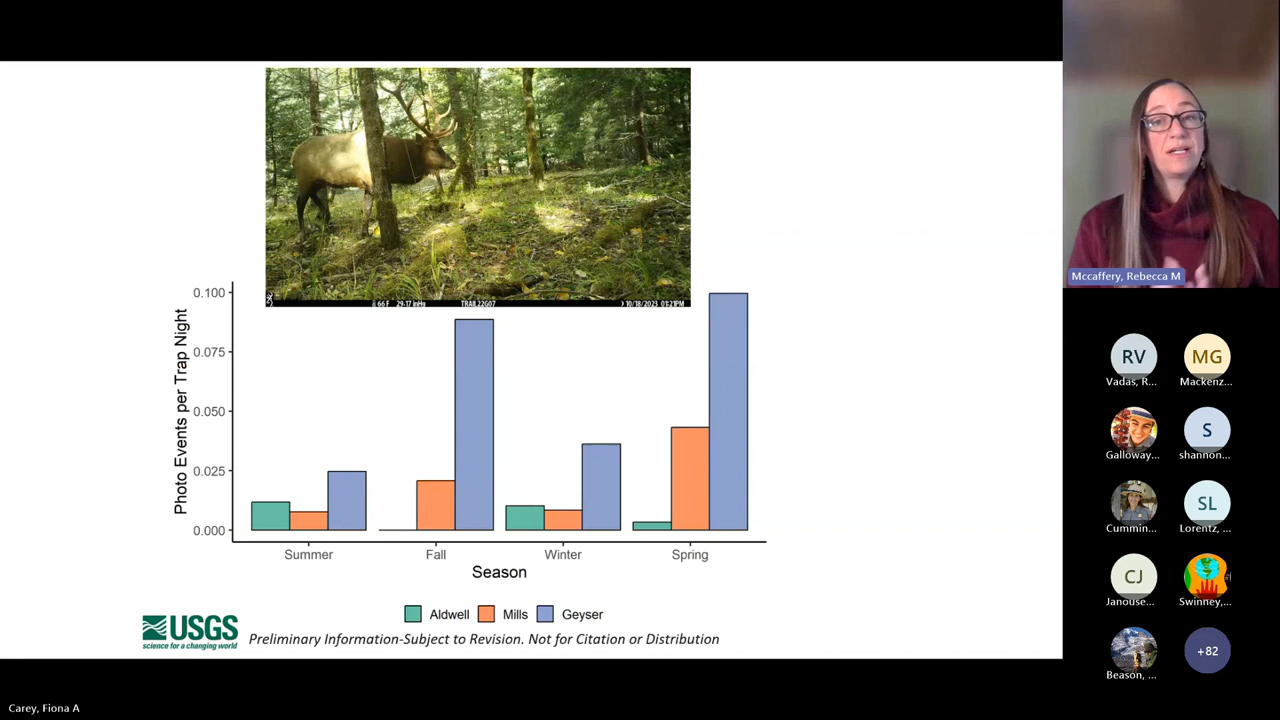 66 F 29.17 inHg TRAIL22G07 10/18/2023 01:21PM
Photo Events per Trap Night
0.100
0.075
0.050
0.025
0.000
Summer Fall Winter Spring
Season
Aldwell Mills Geyser
USGS
science for a changing world
Preliminary Information-Subject to Revision. Not for Citation or Distribution
Mccaffery, Rebecca M
RV MG
Vadas, R... Mackenz...
S
Galloway... shannon...
SL
Cummin... Lorentz, ...
CJ
Janouse... Swinney,...
+82
Beason, ...
Carey, Fiona A